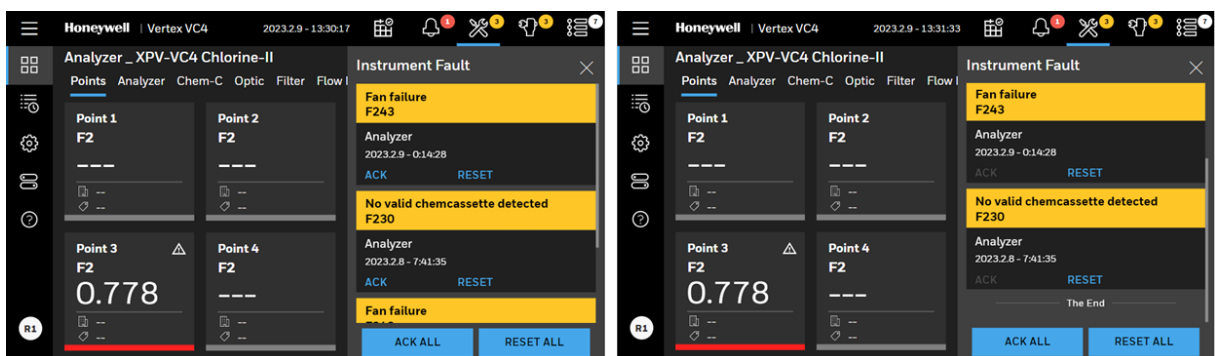 Honeywell | Vertex VC4 2023.2.9 - 13:30:17 1 3 3 7
Analyzer _ XPV-VC4 Chlorine-II
Points Analyzer Chem-C Optic Filter Flow
Point 1
F2
---
--
--
Point 2
F2
---
--
--
Point 3
F2
0.778
--
--
Point 4
F2
---
--
--
R1
Instrument Fault
Fan failure
F243
Analyzer
2023.2.9 - 0:14:28
ACK RESET
No valid chemcassette detected
F230
Analyzer
2023.2.8 - 7:41:35
ACK RESET
Fan failure
ACK ALL RESET ALL
Honeywell | Vertex VC4 2023.2.9 - 13:31:33 1 3 3 7
Analyzer _ XPV-VC4 Chlorine-II
Points Analyzer Chem-C Optic Filter Flow
Point 1
F2
---
--
--
Point 2
F2
---
--
--
Point 3
F2
0.778
--
--
Point 4
F2
---
--
--
R1
Instrument Fault
Fan failure
F243
Analyzer
2023.2.9 - 0:14:28
ACK RESET
No valid chemcassette detected
F230
Analyzer
2023.2.8 - 7:41:35
ACK RESET
The End
ACK ALL RESET ALL